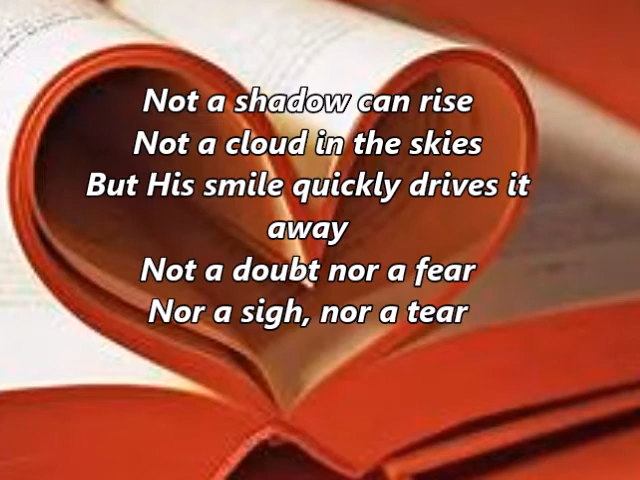 Not a shadow can rise
Not a cloud in the skies
But His smile quickly drives it
away
Not a doubt nor a fear
Nor a sigh, nor a tear